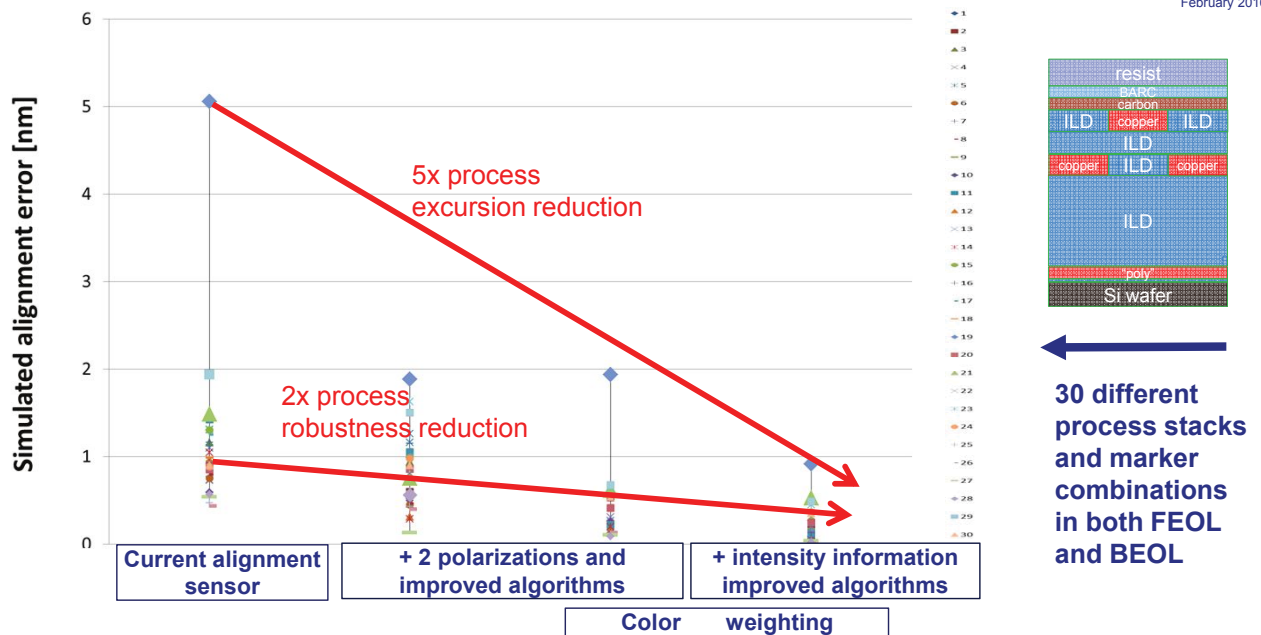 February 2016
6
5
4
3
2
1
0
Simulated alignment error [nm]
5x process
excursion reduction
2x process
robustness reduction
Current alignment
sensor
+ 2 polarizations and
improved algorithms
+ intensity information
improved algorithms
Color weighting
1
2
3
4
5
6
7
8
9
10
11
12
13
14
15
16
17
18
19
20
21
22
23
24
25
26
27
28
29
30
resist
BARC
carbon
ILD copper ILD
ILD
copper ILD copper
ILD
"poly"
Si wafer
30 different
process stacks
and marker
combinations
in both FEOL
and BEOL